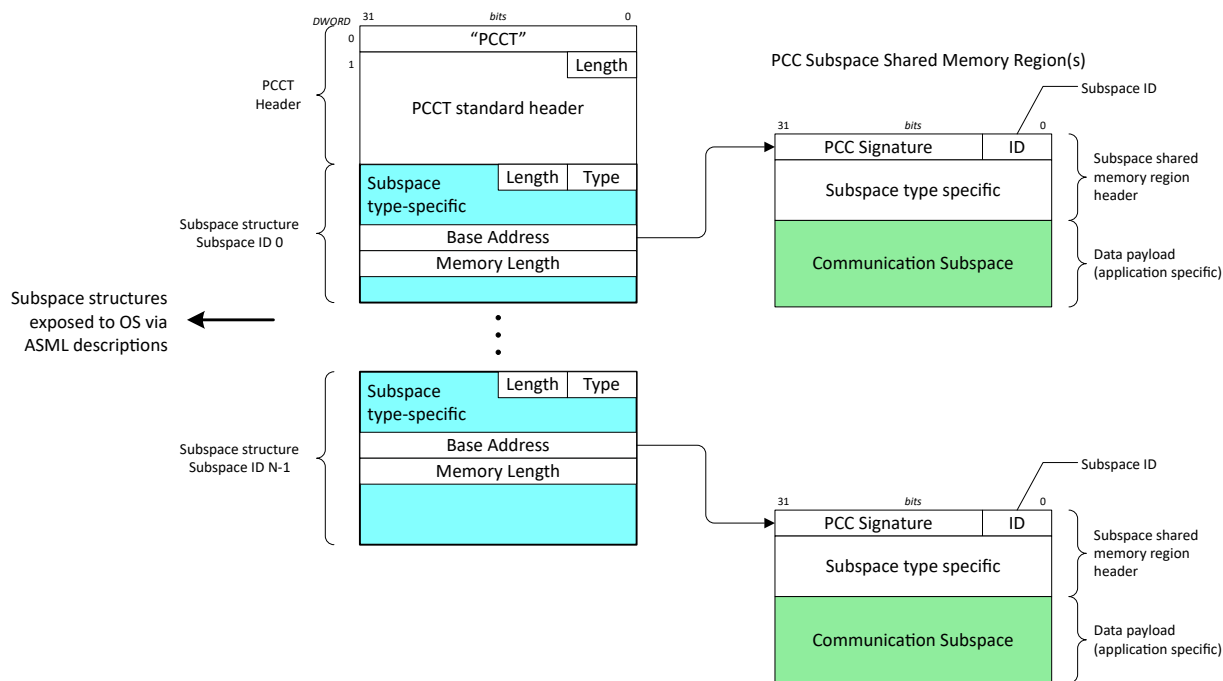 31 bits 0
DWORD
0 "PCCT"
1 Length
PCCT standard header
PCCT
Header
Subspace
type-specific
Length Type
Base Address
Memory Length
Subspace structure
Subspace ID 0
Subspace structures
exposed to OS via
ASML descriptions
Subspace
type-specific
Length Type
Base Address
Memory Length
Subspace structure
Subspace ID N-1
PCC Subspace Shared Memory Region(s)
Subspace ID
31 bits 0
PCC Signature ID
Subspace type specific
Communication Subspace
Subspace shared
memory region
header
Data payload
(application specific)
Subspace ID
31 bits 0
PCC Signature ID
Subspace type specific
Communication Subspace
Subspace shared
memory region
header
Data payload
(application specific)